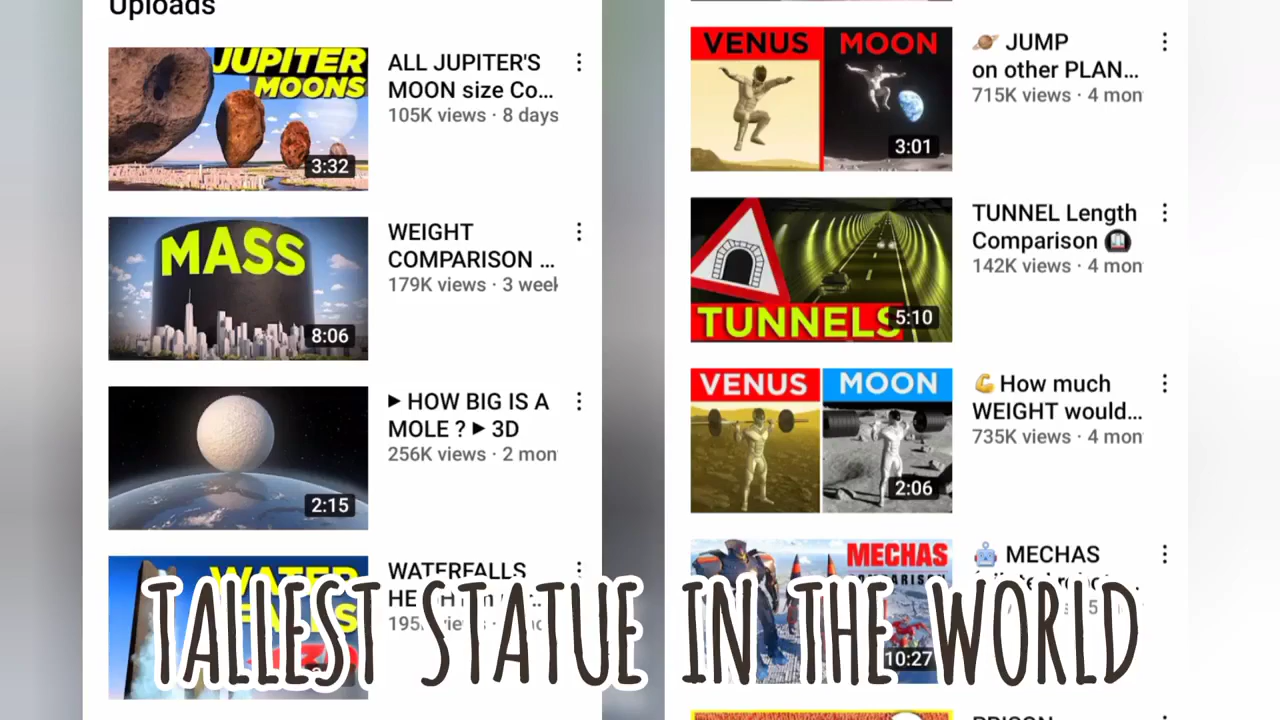 Uploads
JUPITER
MOONS
3:32
ALL JUPITER'S
MOON size Co...
105K views · 8 days
MASS
8:06
WEIGHT
COMPARISON ...
179K views · 3 week
2:15
▶ HOW BIG IS A
MOLE ? ▶ 3D
256K views · 2 mon
WATER
WATERFALLS
VENUS
MOON
3:01
🪐 JUMP
on other PLAN...
715K views · 4 mon
TUNNELS
5:10
TUNNEL Length
Comparison 📖
142K views · 4 mon
VENUS
MOON
2:06
💪 How much
WEIGHT would...
735K views · 4 mon
MECHAS
10:27
🤖 MECHAS
TALLEST STATUE IN THE WORLD